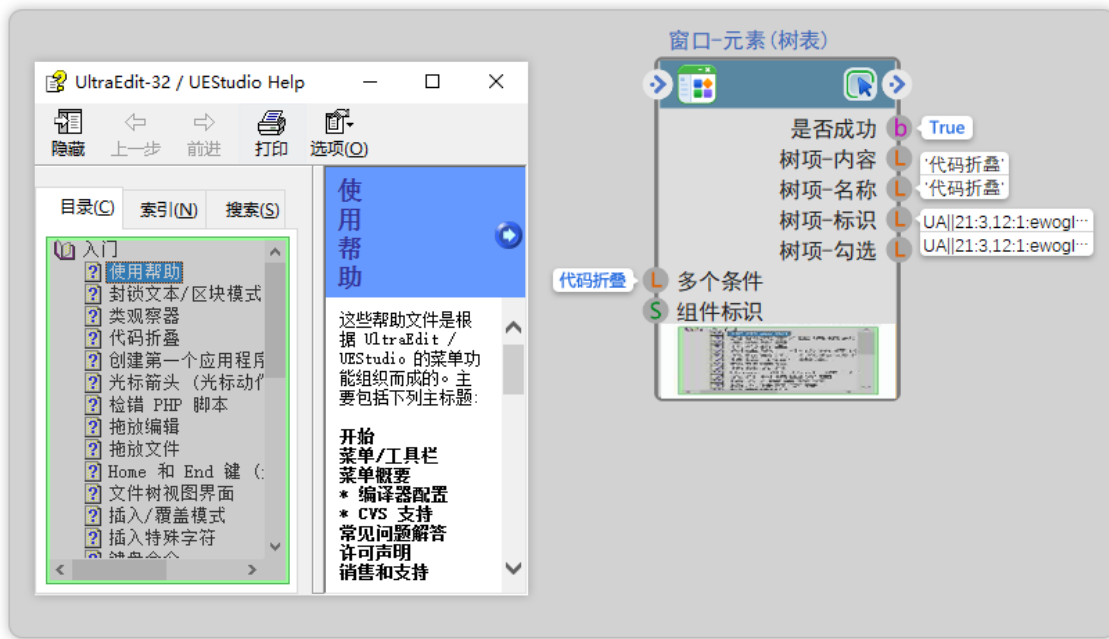 窗口-元素(树表)
UltraEdit-32 / UEStudio Help
隐藏 上一步 前进 打印 选项(O)
目录(C) 索引(N) 搜索(S)
入门
使用帮助
封锁文本/区块模式
类观察器
代码折叠
创建第一个应用程序
光标箭头 (光标动作
检错 PHP 脚本
拖放编辑
拖放文件
Home 和 End 键 (
文件树视图界面
插入/覆盖模式
插入特殊字符
键盘命令
使
用
帮
助
这些帮助文件是根
据 UltraEdit /
UEStudio 的菜单功
能组织而成的。主
要包括下列主标题:
开始
菜单/工具栏
菜单概要
* 编译器配置
* CVS 支持
常见问题解答
许可声明
销售和支持
是否成功 b True
树项-内容 L '代码折叠'
树项-名称 L '代码折叠'
树项-标识 L UA||21:3,12:1:ewogl···
树项-勾选 L UA||21:3,12:1:ewogl···
代码折叠 L 多个条件
S 组件标识